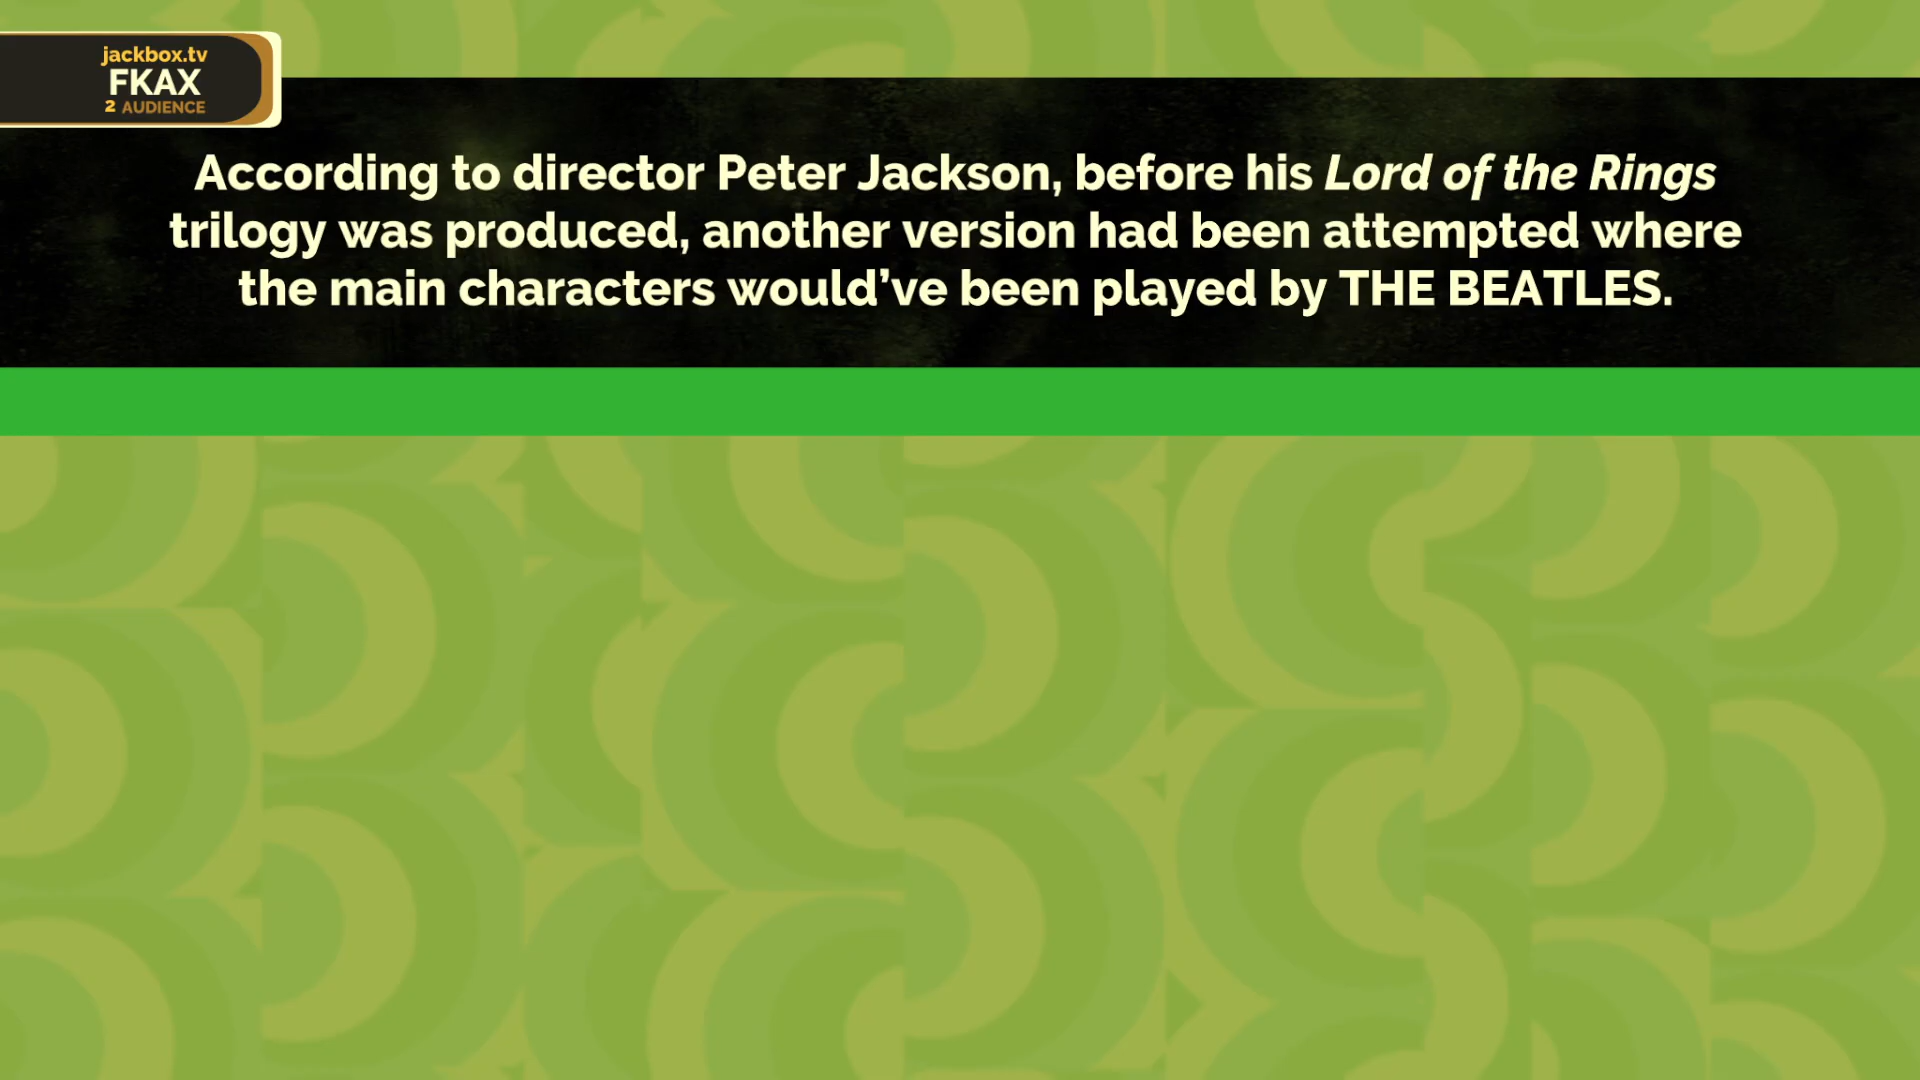 jackbox.tv
FKAX
2 AUDIENCE
According to director Peter Jackson, before his Lord of the Rings
trilogy was produced, another version had been attempted where
the main characters would’ve been played by THE BEATLES.